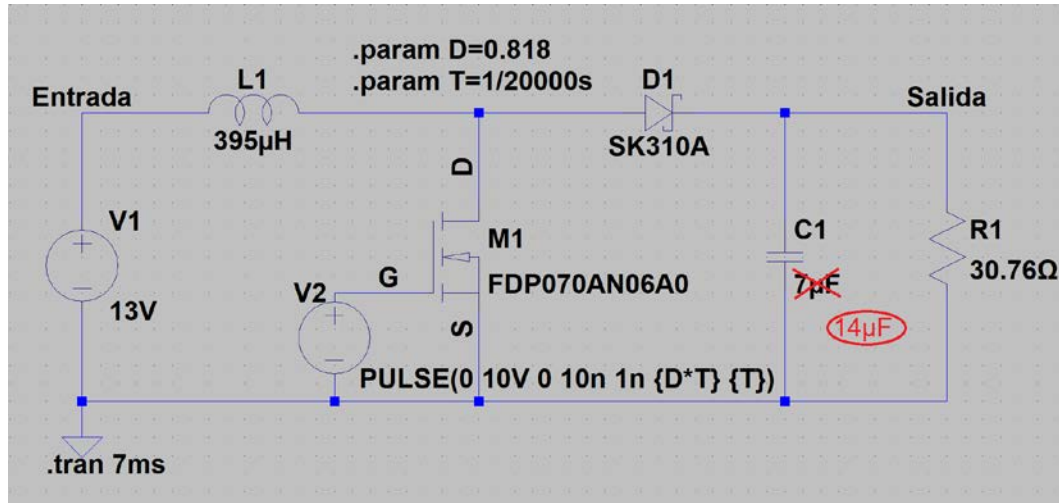 .param D=0.818
.param T=1/20000s
Entrada
L1
395µH
D1
SK310A
Salida
D
V1
13V
G
V2
M1
FDP070AN06A0
S
C1
7µF
14µF
R1
30.76Ω
PULSE(0 10V 0 10n 1n {D*T} {T})
.tran 7ms